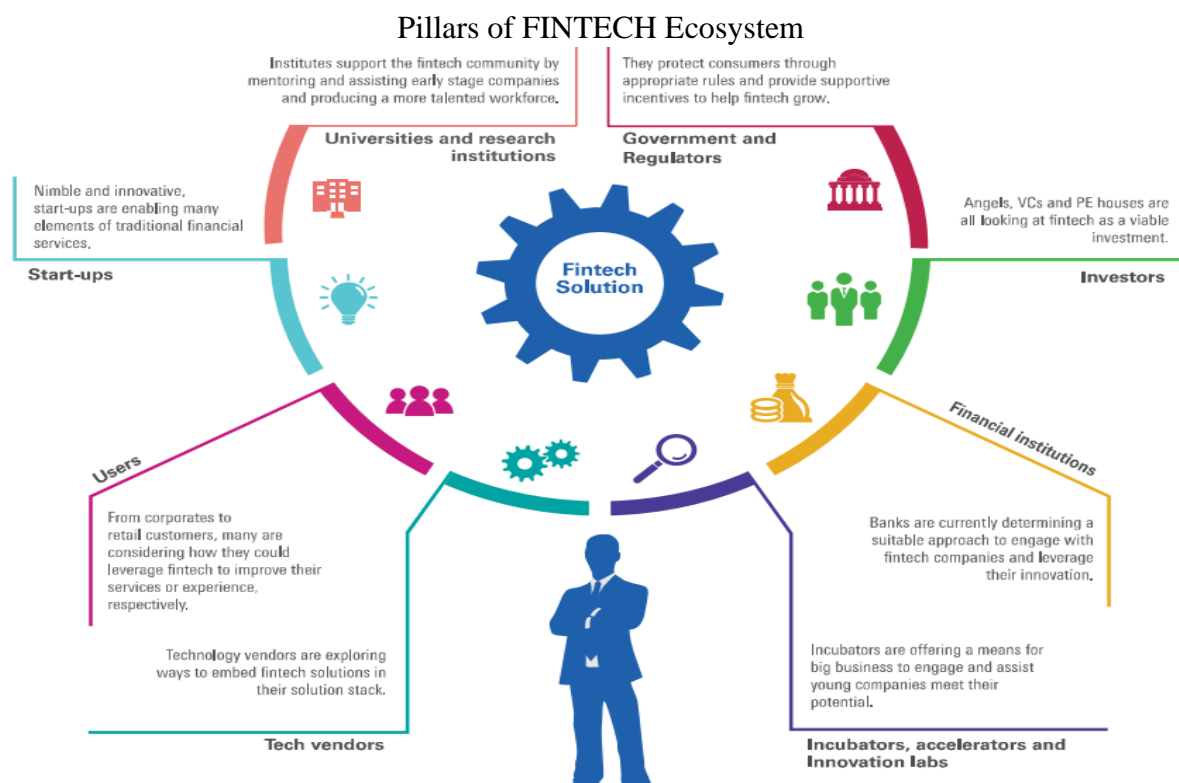 Pillars of FINTECH Ecosystem
Institutes support the fintech community by
mentoring and assisting early stage companies
and producing a more talented workforce.
Universities and research
institutions
They protect consumers through
appropriate rules and provide supportive
incentives to help fintech grow.
Government and
Regulators
Nimble and innovative,
start-ups are enabling many
elements of traditional financial
services.
Start-ups
Angels, VCs and PE houses are
all looking at fintech as a viable
investment.
Investors
Fintech
Solution
Users
From corporates to
retail customers, many are
considering how they could
leverage fintech to improve their
services or experience,
respectively.
Financial institutions
Banks are currently determining a
suitable approach to engage with
fintech companies and leverage
their innovation.
Technology vendors are exploring
ways to embed fintech solutions in
their solution stack.
Tech vendors
Incubators are offering a means for
big business to engage and assist
young companies meet their
potential.
Incubators, accelerators and
Innovation labs